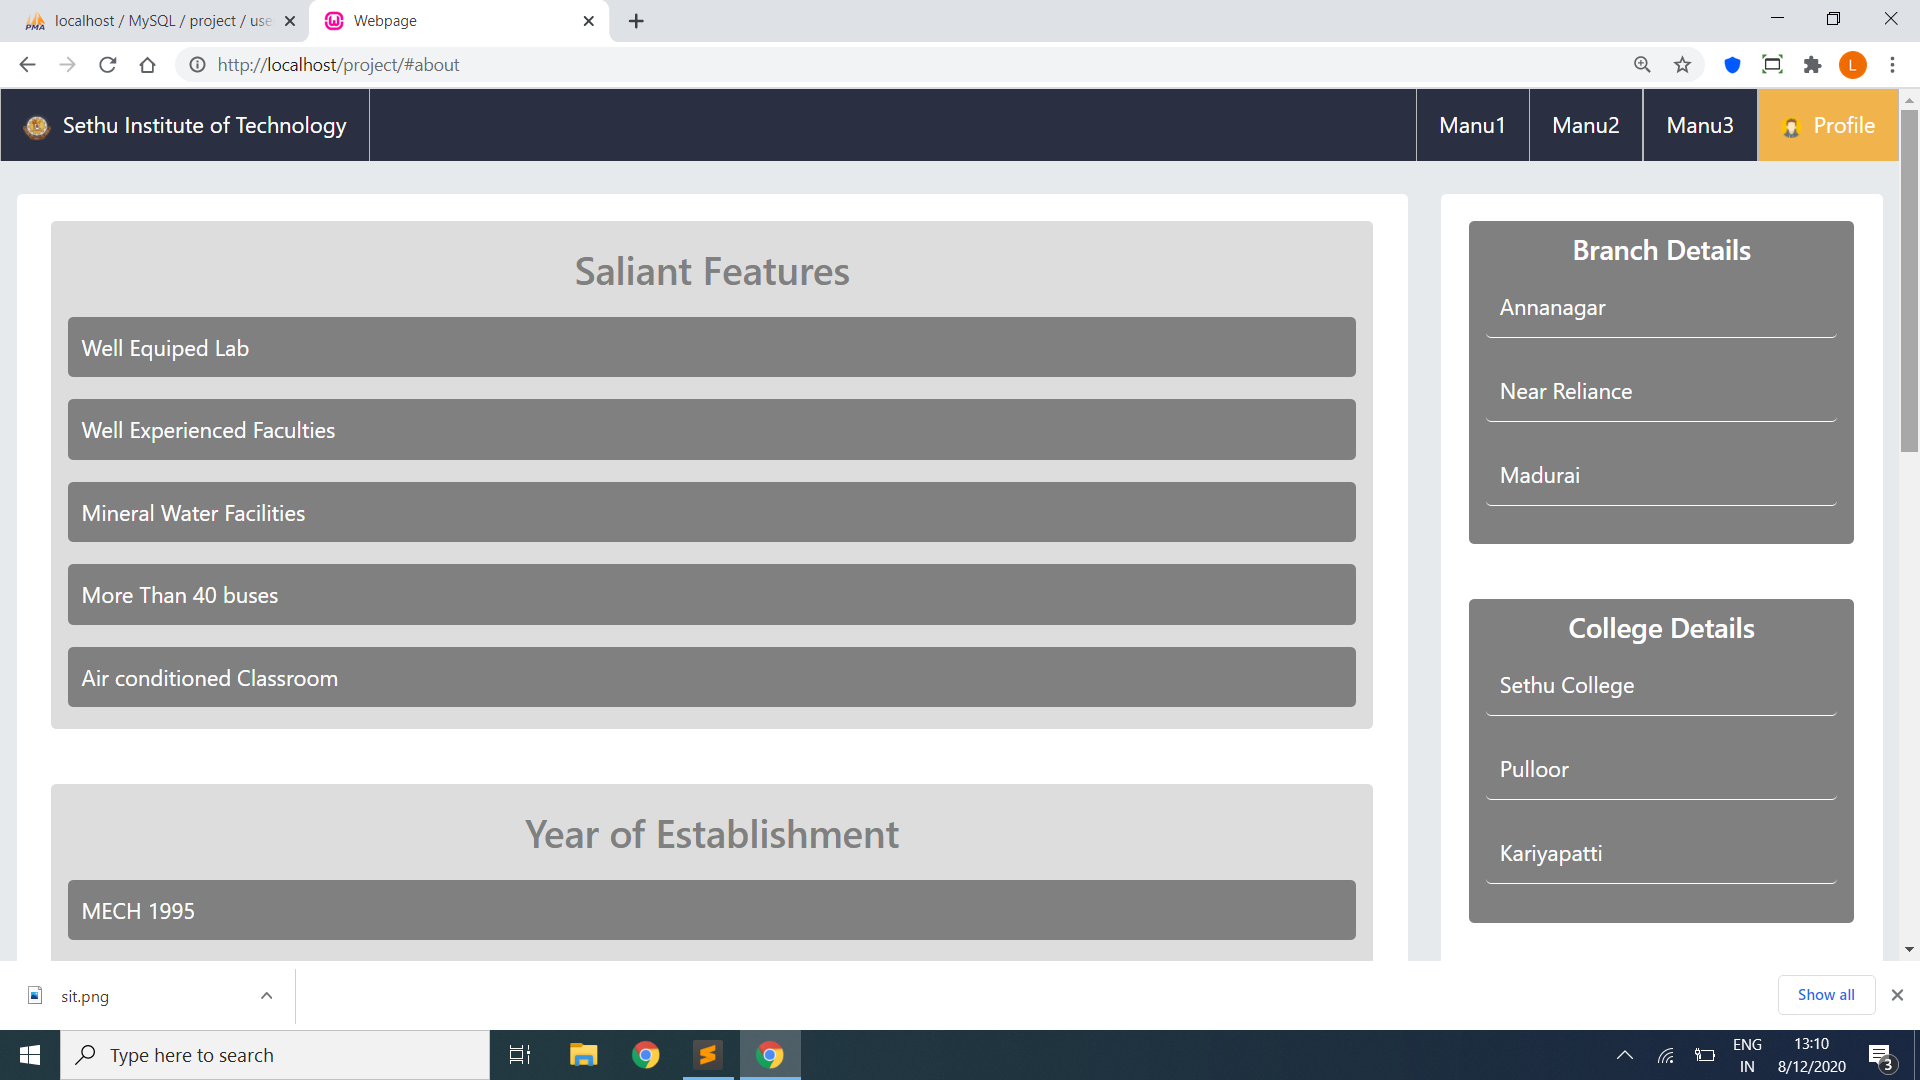 localhost / MySQL / project / use
Webpage
http://localhost/project/#about
L
Sethu Institute of Technology
Manu1
Manu2
Manu3
Profile
Saliant Features
Well Equiped Lab
Well Experienced Faculties
Mineral Water Facilities
More Than 40 buses
Air conditioned Classroom
Year of Establishment
MECH 1995
Branch Details
Annanagar
Near Reliance
Madurai
College Details
Sethu College
Pulloor
Kariyapatti
sit.png
Show all
Type here to search
ENG
IN
13:10
8/12/2020
3